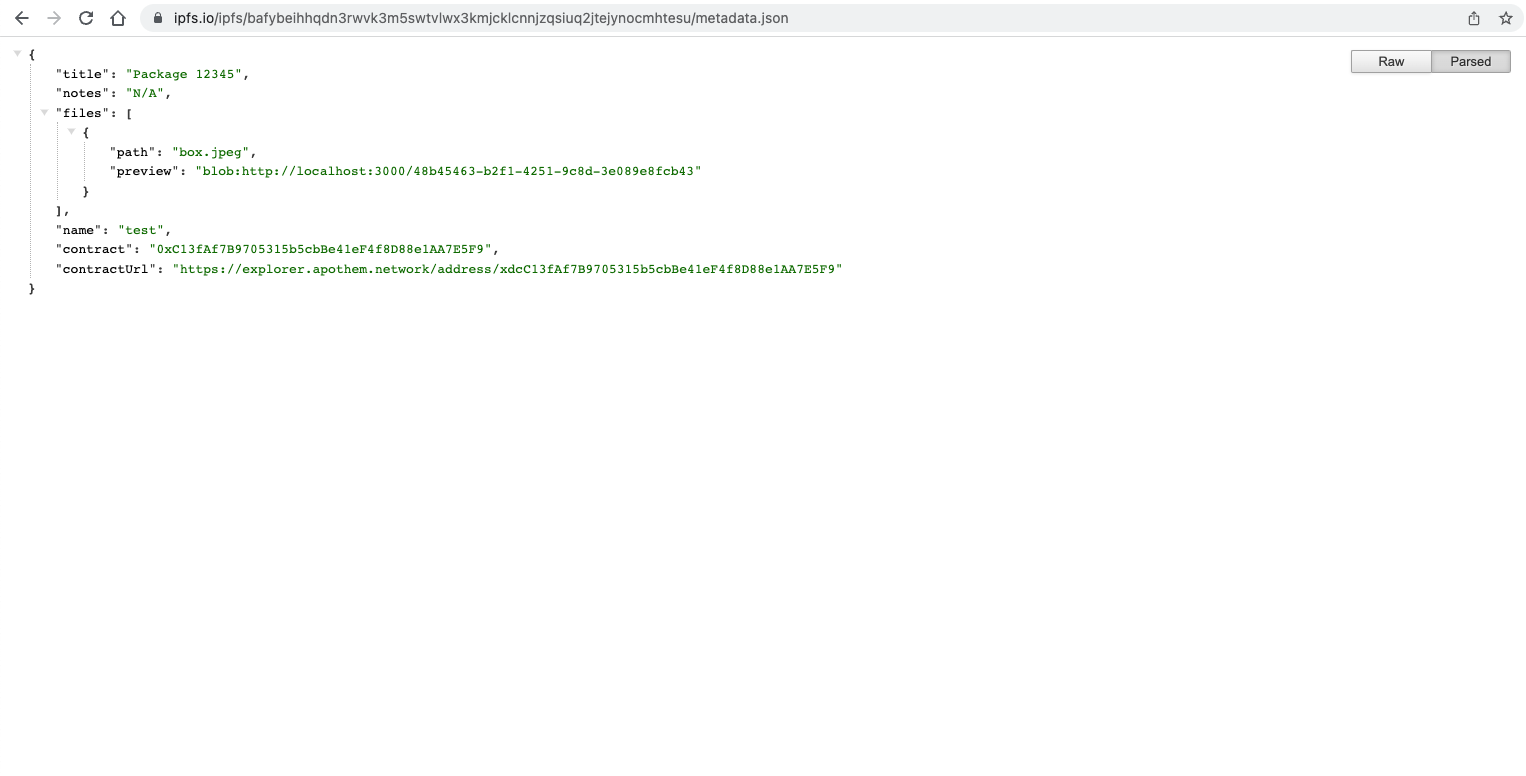 ipfs.io/ipfs/bafybeihhqdn3rwvk3m5swtvlwx3kmjcklcnnjzqsiuq2jtejynocmhtesu/metadata.json
Raw Parsed
{
"title": "Package 12345",
"notes": "N/A",
"files": [
{
"path": "box.jpeg",
"preview": "blob:http://localhost:3000/48b45463-b2f1-4251-9c8d-3e089e8fcb43"
}
],
"name": "test",
"contract": "0xC13fAf7B9705315b5cbBe41eF4f8D88e1AA7E5F9",
"contractUrl": "https://explorer.apothem.network/address/xdcC13fAf7B9705315b5cbBe41eF4f8D88e1AA7E5F9"
}